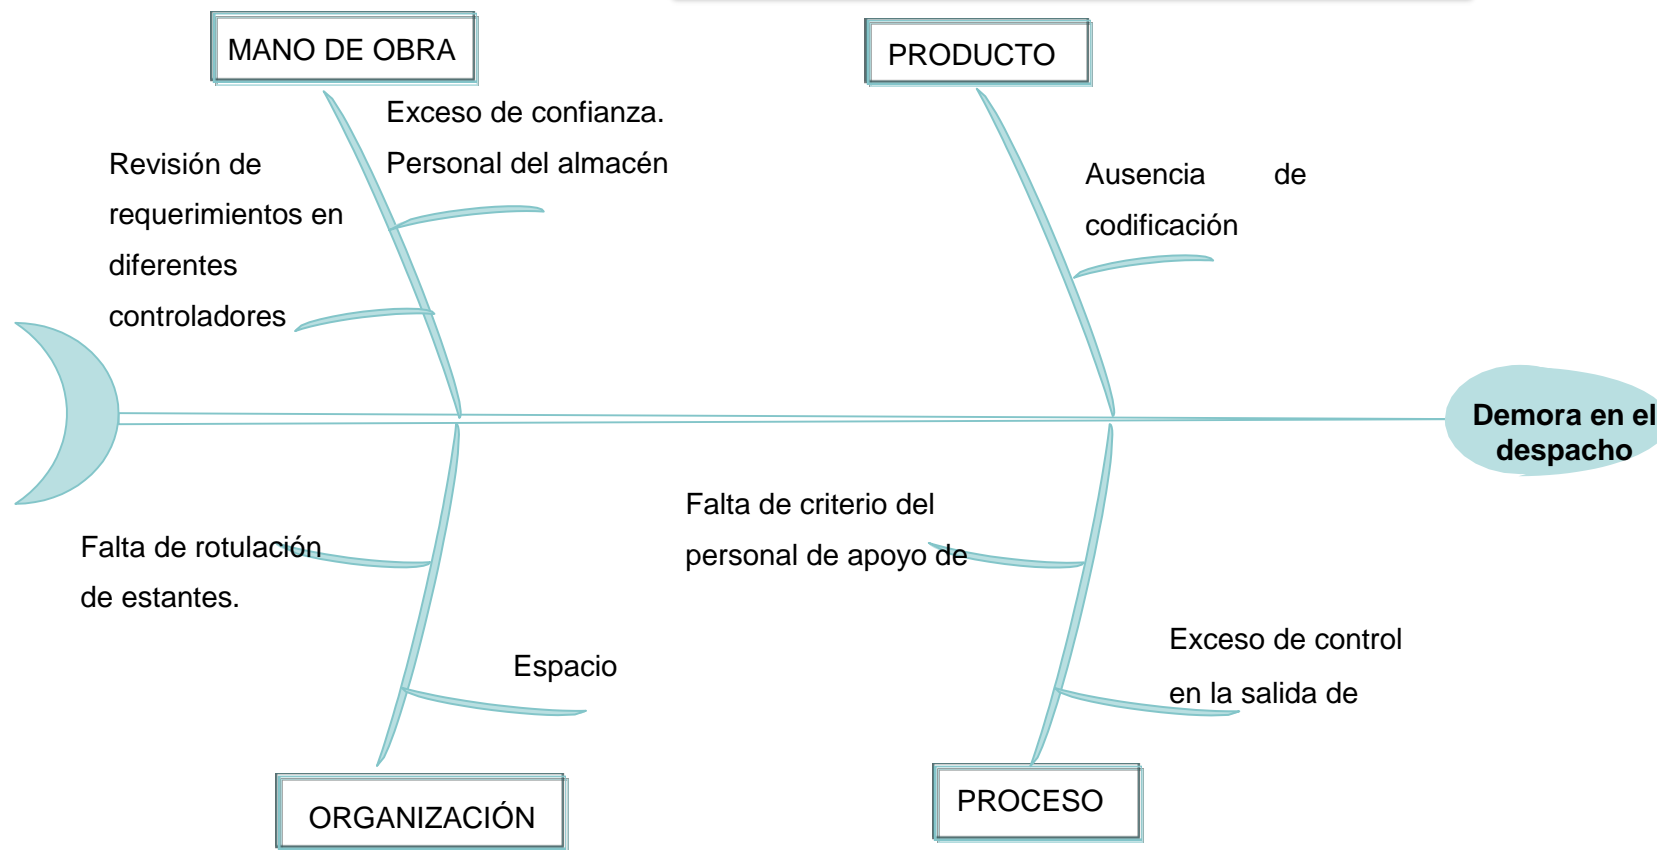 MANO DE OBRA
PRODUCTO
Exceso de confianza.
Personal del almacén
Revisión de
requerimientos en
diferentes
controladores
Ausencia de
codificación
Demora en el
despacho
Falta de rotulación
de estantes.
Falta de criterio del
personal de apoyo de
Espacio
Exceso de control
en la salida de
ORGANIZACIÓN
PROCESO